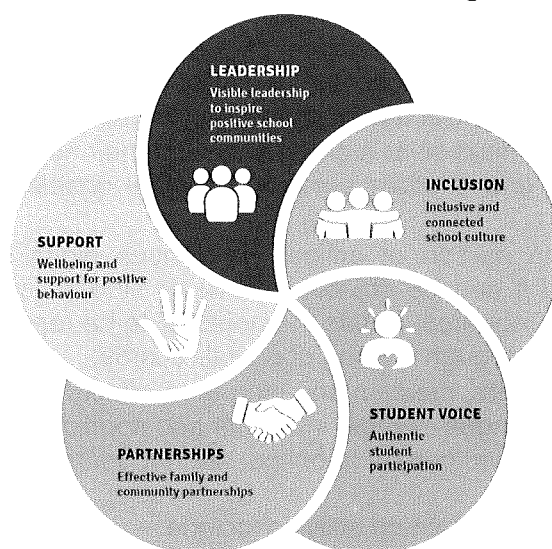 LEADERSHIP
Visible leadership
to inspire
positive school
communities
INCLUSION
Inclusive and
connected
school culture
STUDENT VOICE
Authentic
student
participation
PARTNERSHIPS
Effective family and
community partnerships
SUPPORT
Wellbeing and
support for positive
behaviour